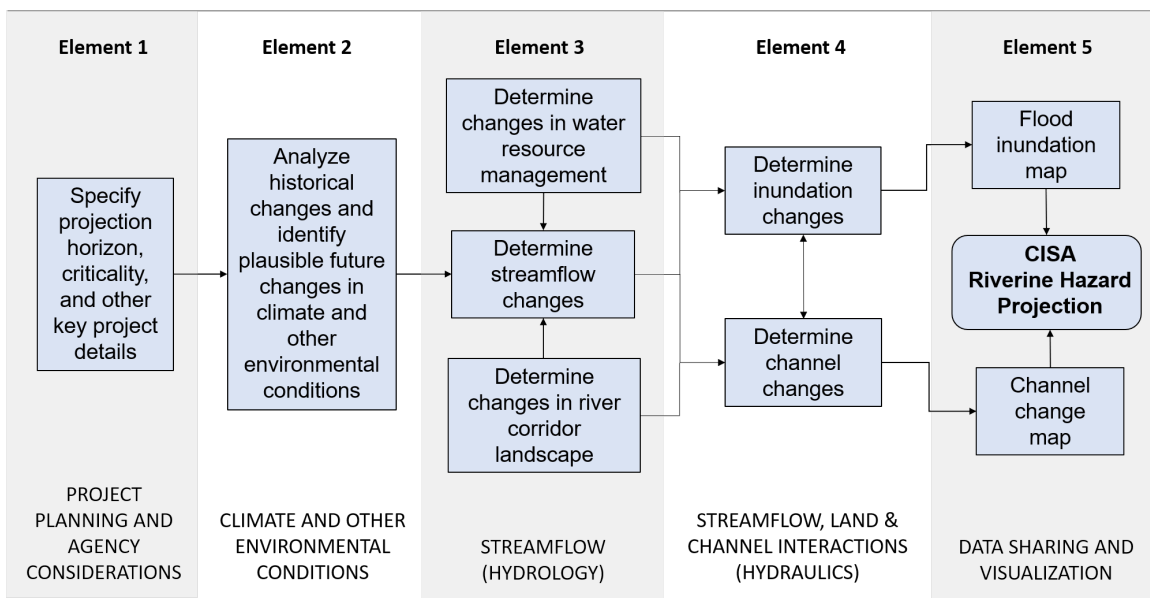 Element 1
Specify
projection
horizon,
criticality,
and other
key project
details
PROJECT
PLANNING AND
AGENCY
CONSIDERATIONS
Element 2
Analyze
historical
changes and
identify
plausible future
changes in
climate and
other
environmental
conditions
CLIMATE AND OTHER
ENVIRONMENTAL
CONDITIONS
Element 3
Determine
changes in water
resource
management
Determine
streamflow
changes
Determine
changes in river
corridor
landscape
STREAMFLOW
(HYDROLOGY)
Element 4
Determine
inundation
changes
Determine
channel
changes
STREAMFLOW, LAND &
CHANNEL INTERACTIONS
(HYDRAULICS)
Element 5
Flood
inundation
map
CISA
Riverine Hazard
Projection
Channel
change
map
DATA SHARING AND
VISUALIZATION